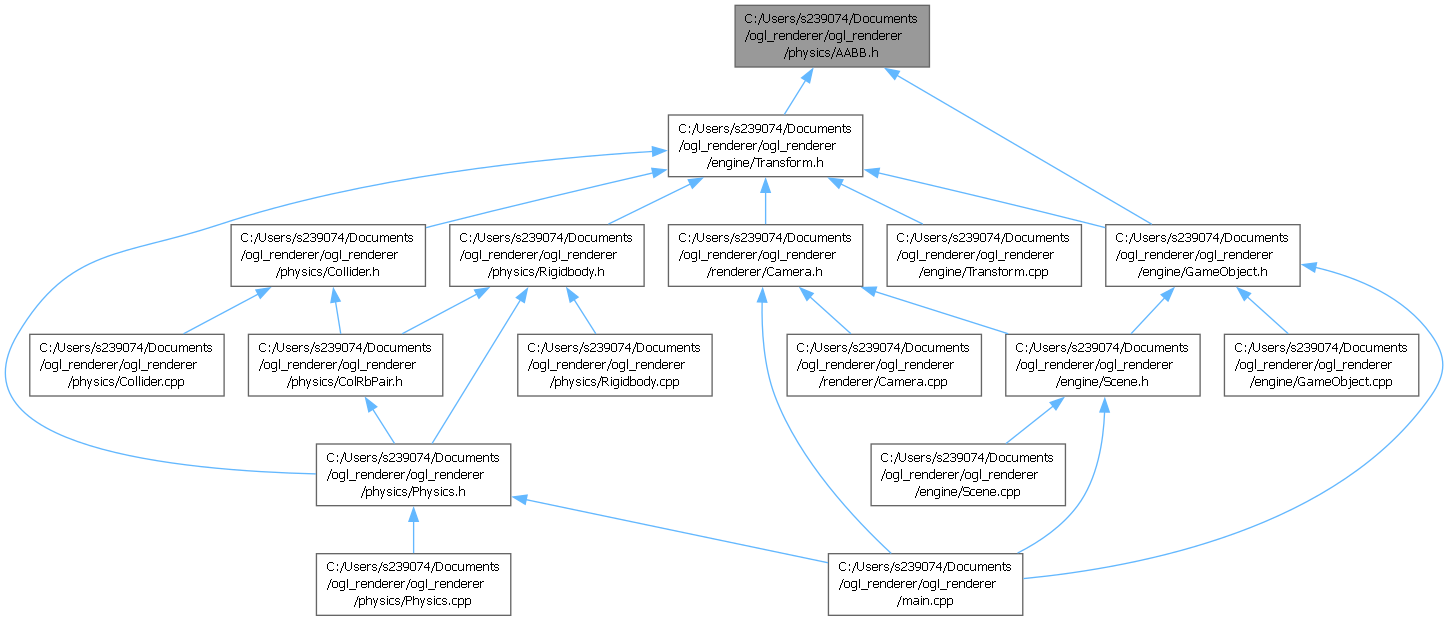 C:/Users/s239074/Documents
/ogl_renderer/ogl_renderer
/physics/AABB.h
C:/Users/s239074/Documents
/ogl_renderer/ogl_renderer
/engine/Transform.h
C:/Users/s239074/Documents
/ogl_renderer/ogl_renderer
/physics/Collider.h
C:/Users/s239074/Documents
/ogl_renderer/ogl_renderer
/physics/Rigidbody.h
C:/Users/s239074/Documents
/ogl_renderer/ogl_renderer
/renderer/Camera.h
C:/Users/s239074/Documents
/ogl_renderer/ogl_renderer
/engine/Transform.cpp
C:/Users/s239074/Documents
/ogl_renderer/ogl_renderer
/engine/GameObject.h
C:/Users/s239074/Documents
/ogl_renderer/ogl_renderer
/physics/Collider.cpp
C:/Users/s239074/Documents
/ogl_renderer/ogl_renderer
/physics/ColRbPair.h
C:/Users/s239074/Documents
/ogl_renderer/ogl_renderer
/physics/Rigidbody.cpp
C:/Users/s239074/Documents
/ogl_renderer/ogl_renderer
/renderer/Camera.cpp
C:/Users/s239074/Documents
/ogl_renderer/ogl_renderer
/engine/Scene.h
C:/Users/s239074/Documents
/ogl_renderer/ogl_renderer
/engine/GameObject.cpp
C:/Users/s239074/Documents
/ogl_renderer/ogl_renderer
/physics/Physics.h
C:/Users/s239074/Documents
/ogl_renderer/ogl_renderer
/engine/Scene.cpp
C:/Users/s239074/Documents
/ogl_renderer/ogl_renderer
/physics/Physics.cpp
C:/Users/s239074/Documents
/ogl_renderer/ogl_renderer
/main.cpp